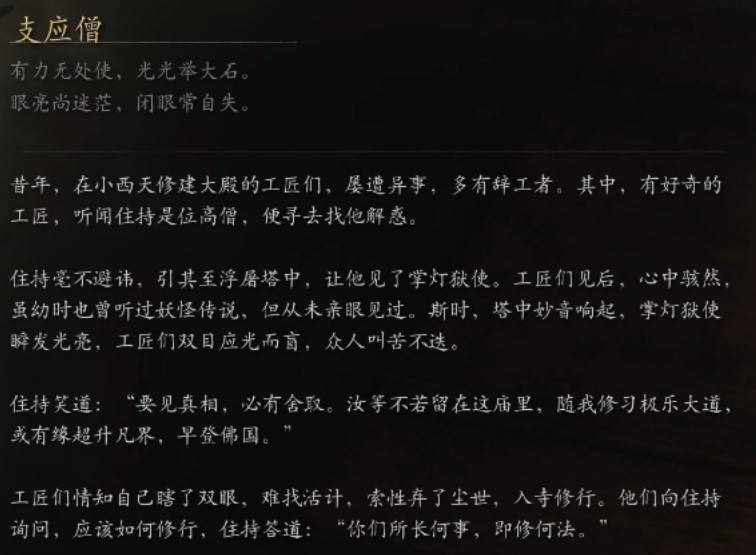 支应僧
有力无处使，光光举大石。
眼亮尚迷茫，闭眼常自失。
昔年，在小西天修建大殿的工匠们，屡遭异事，多有辞工者。其中，有好奇的
工匠，听闻住持是位高僧，便寻去找他解惑。
住持毫不避讳，引其至浮屠塔中，让他见了掌灯狱使。工匠们见后，心中骇然，
虽幼时也曾听过妖怪传说，但从未亲眼见过。斯时，塔中妙音响起，掌灯狱使
瞬发光亮，工匠们双目应光而盲，众人叫苦不迭。
住持笑道：“要见真相，必有舍取。汝等不若留在这庙里，随我修习极乐大道，
或有缘超升凡界，早登佛国。”
工匠们情知自己瞎了双眼，难找活计，索性弃了尘世，入寺修行。他们向住持
询问，应该如何修行，住持答道：“你们所长何事，即修何法。”